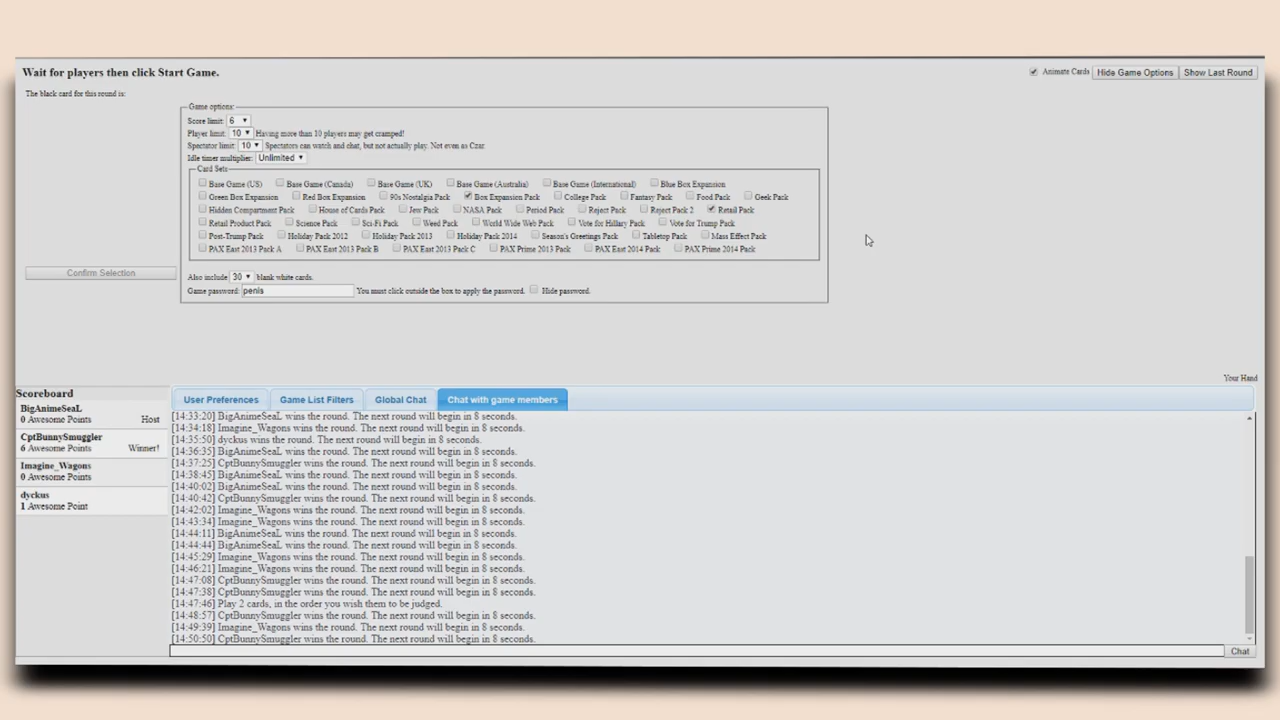 Wait for players then click Start Game.
Animate Cards Hide Game Options Show Last Round
The black card for this round is:
Game options:
Score limit: 6
Player limit: 10 Having more than 10 players may get cramped!
Spectator limit: 10 Spectators can watch and chat, but not actually play. Not even as Czar.
Idle timer multiplier: Unlimited
Card Sets
Base Game (US) Base Game (Canada) Base Game (UK) Base Game (Australia) Base Game (International) Blue Box Expansion
Green Box Expansion Red Box Expansion 90s Nostalgia Pack Box Expansion Pack College Pack Fantasy Pack Food Pack Geek Pack
Hidden Compartment Pack House of Cards Pack Jew Pack NASA Pack Period Pack Reject Pack Reject Pack 2 Retail Pack
Retail Product Pack Science Pack Sci-Fi Pack Weed Pack World Wide Web Pack Vote for Hillary Pack Vote for Trump Pack
Post-Trump Pack Holiday Pack 2012 Holiday Pack 2013 Holiday Pack 2014 Season's Greetings Pack Tabletop Pack Mass Effect Pack
PAX East 2013 Pack A PAX East 2013 Pack B PAX East 2013 Pack C PAX Prime 2013 Pack PAX East 2014 Pack PAX Prime 2014 Pack
Confirm Selection
Also include 30 blank white cards.
Game password: penis You must click outside the box to apply the password. Hide password.
Your Hand
Scoreboard
BigAnimeSeaL
0 Awesome Points Host
CptBunnySmuggler
6 Awesome Points Winner!
Imagine_Wagons
0 Awesome Points
dyckus
1 Awesome Point
User Preferences Game List Filters Global Chat Chat with game members
[14:33:20] BigAnimeSeaL wins the round. The next round will begin in 8 seconds.
[14:34:18] Imagine_Wagons wins the round. The next round will begin in 8 seconds.
[14:35:50] dyckus wins the round. The next round will begin in 8 seconds.
[14:36:35] BigAnimeSeaL wins the round. The next round will begin in 8 seconds.
[14:37:25] CptBunnySmuggler wins the round. The next round will begin in 8 seconds.
[14:38:45] BigAnimeSeaL wins the round. The next round will begin in 8 seconds.
[14:40:02] BigAnimeSeaL wins the round. The next round will begin in 8 seconds.
[14:40:42] CptBunnySmuggler wins the round. The next round will begin in 8 seconds.
[14:42:02] Imagine_Wagons wins the round. The next round will begin in 8 seconds.
[14:43:34] Imagine_Wagons wins the round. The next round will begin in 8 seconds.
[14:44:11] BigAnimeSeaL wins the round. The next round will begin in 8 seconds.
[14:44:44] BigAnimeSeaL wins the round. The next round will begin in 8 seconds.
[14:45:29] Imagine_Wagons wins the round. The next round will begin in 8 seconds.
[14:46:21] Imagine_Wagons wins the round. The next round will begin in 8 seconds.
[14:47:08] CptBunnySmuggler wins the round. The next round will begin in 8 seconds.
[14:47:38] CptBunnySmuggler wins the round. The next round will begin in 8 seconds.
[14:47:46] Play 2 cards, in the order you wish them to be judged.
[14:48:57] CptBunnySmuggler wins the round. The next round will begin in 8 seconds.
[14:49:39] Imagine_Wagons wins the round. The next round will begin in 8 seconds.
[14:50:50] CptBunnySmuggler wins the round. The next round will begin in 8 seconds.
Chat